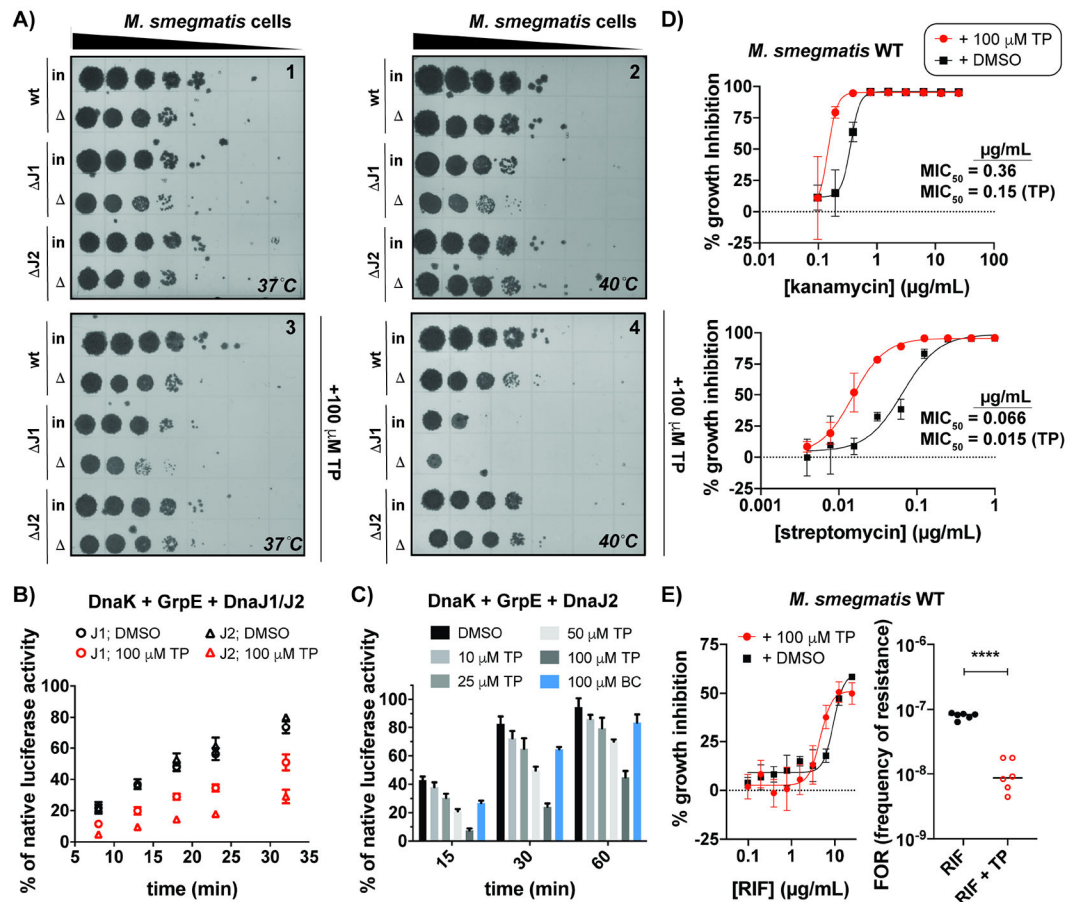 A)
M. smegmatis cells
M. smegmatis cells
wt
in
Δ
ΔJ1
in
Δ
ΔJ2
in
Δ
1
37°C
wt
in
Δ
ΔJ1
in
Δ
ΔJ2
in
Δ
2
40°C
wt
in
Δ
ΔJ1
in
Δ
ΔJ2
in
Δ
3
37°C
+100 μM TP
wt
in
Δ
ΔJ1
in
Δ
ΔJ2
in
Δ
4
40°C
+100 μM TP
B)
DnaK + GrpE + DnaJ1/J2
J1; DMSO
J2; DMSO
J1; 100 μM TP
J2; 100 μM TP
% of native luciferase activity
100
80
60
40
20
0
5 10 15 20 25 30 35
time (min)
C)
DnaK + GrpE + DnaJ2
DMSO
50 μM TP
10 μM TP
100 μM TP
25 μM TP
100 μM BC
% of native luciferase activity
100
80
60
40
20
0
15 30 60
time (min)
D)
+ 100 μM TP
+ DMSO
M. smegmatis WT
% growth Inhibition
100
75
50
25
0
-25
0.01 0.1 1 10 100
[kanamycin] (μg/mL)
μg/mL
MIC50 = 0.36
MIC50 = 0.15 (TP)
% growth inhibition
100
75
50
25
0
-25
0.001 0.01 0.1 1
[streptomycin] (μg/mL)
μg/mL
MIC50 = 0.066
MIC50 = 0.015 (TP)
E)
M. smegmatis WT
+ 100 μM TP
+ DMSO
% growth inhibition
75
50
25
0
-25
0.1 1 10
[RIF] (μg/mL)
FOR (frequency of resistance)
10-6
10-7
10-8
10-9
****
RIF
RIF + TP